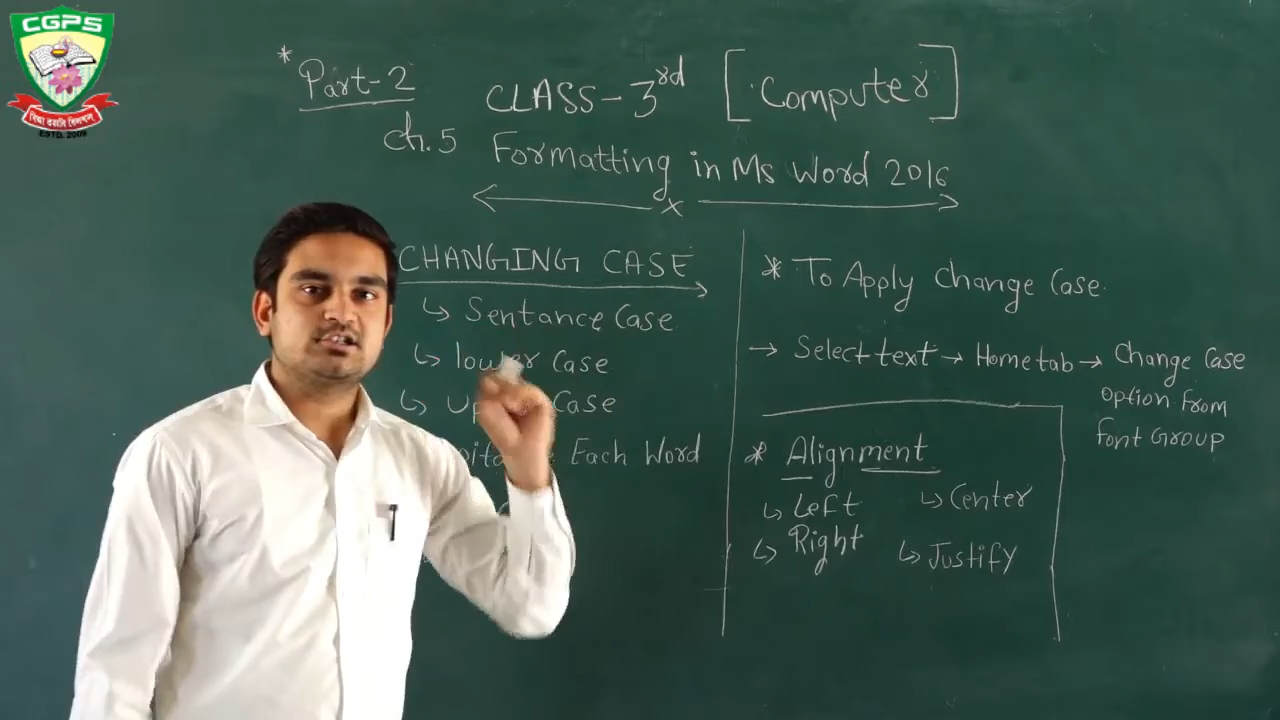 CGPS
ESTD. 2009
* Part-2
CLASS-3rd [Computer]
ch.5 Formatting in Ms Word 2016
CHANGING CASE
↳ Sentance Case
↳ lower Case
↳ Case
↳ Each Word
* To Apply Change Case
→ Select text → Home tab → Change Case
Option From
Font Group
* Alignment
↳ Left
↳ Center
↳ Right
↳ Justify